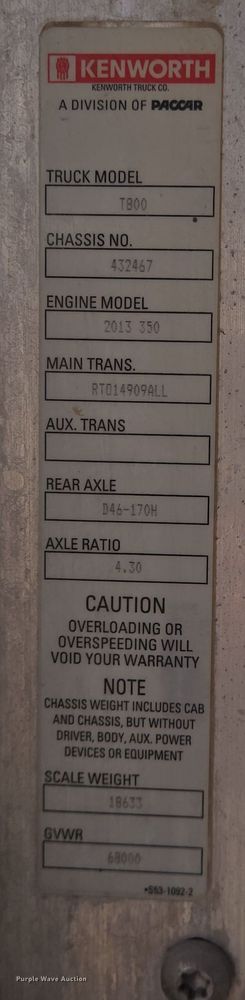 KENWORTH
KENWORTH TRUCK CO.
A DIVISION OF PACCAR
TRUCK MODEL
T800
CHASSIS NO.
432467
ENGINE MODEL
2013 350
MAIN TRANS.
RTO14909ALL
AUX. TRANS
REAR AXLE
D46-170H
AXLE RATIO
4.30
CAUTION
OVERLOADING OR
OVERSPEEDING WILL
VOID YOUR WARRANTY
NOTE
CHASSIS WEIGHT INCLUDES CAB
AND CHASSIS, BUT WITHOUT
DRIVER, BODY, AUX. POWER
DEVICES OR EQUIPMENT
SCALE WEIGHT
18633
GVWR
68000
•S53-1092-2
Purple Wave Auction